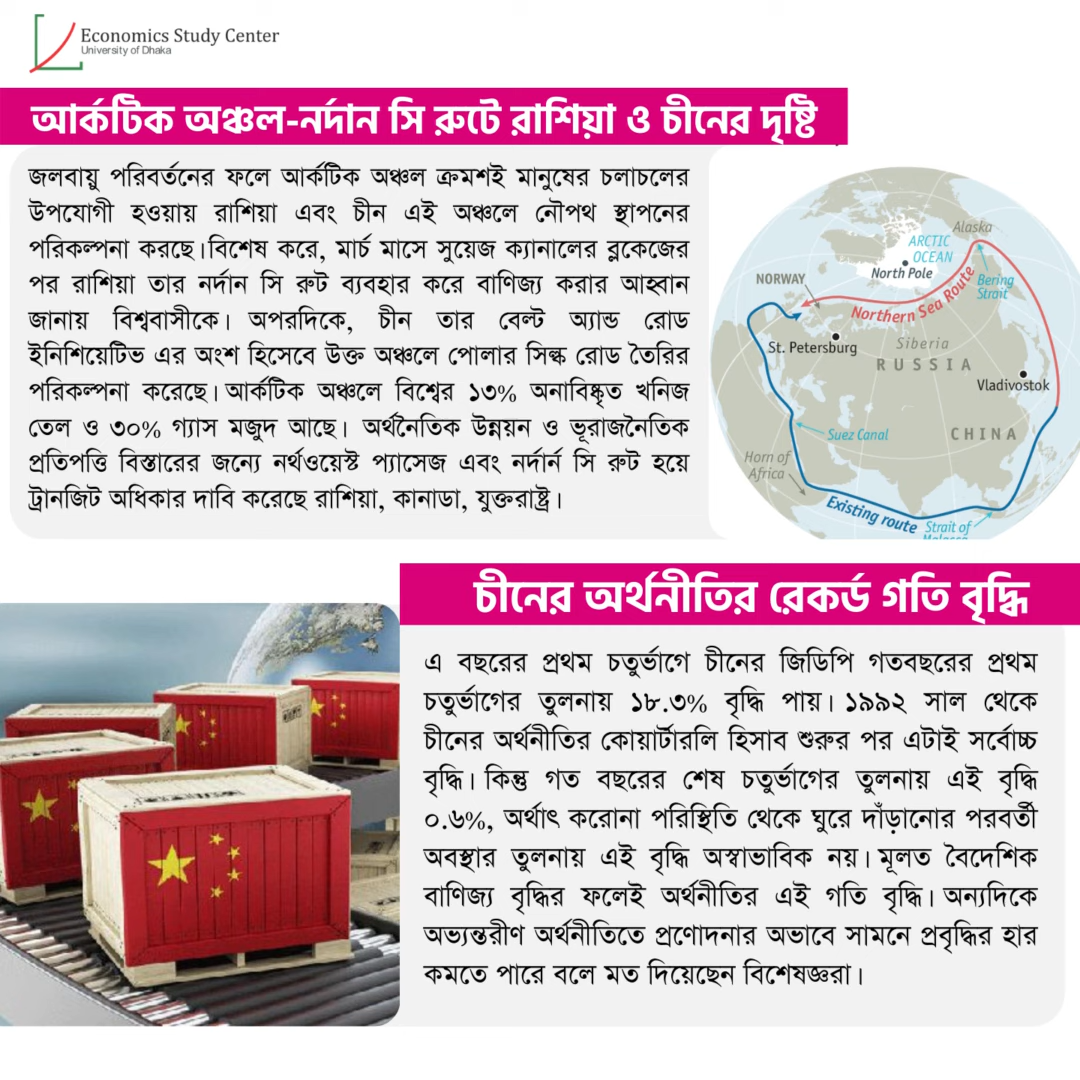 Economics Study Center
University of Dhaka
আর্কটিক অঞ্চল-নর্দান সি রুটে রাশিয়া ও চীনের দৃষ্টি
জলবায়ু পরিবর্তনের ফলে আর্কটিক অঞ্চল ক্রমশই মানুষের চলাচলের
উপযোগী হওয়ায় রাশিয়া এবং চীন এই অঞ্চলে নৌপথ স্থাপনের
পরিকল্পনা করছে। বিশেষ করে, মার্চ মাসে সুয়েজ ক্যানালের ব্লকেজের
পর রাশিয়া তার নর্দান সি রুট ব্যবহার করে বাণিজ্য করার আহ্বান
জানায় বিশ্ববাসীকে। অপরদিকে, চীন তার বেল্ট অ্যান্ড রোড
ইনিশিয়েটিভ এর অংশ হিসেবে উক্ত অঞ্চলে পোলার সিল্ক রোড তৈরির
পরিকল্পনা করেছে। আর্কটিক অঞ্চলে বিশ্বের ১৩% অনাবিষ্কৃত খনিজ
তেল ও ৩০% গ্যাস মজুদ আছে। অর্থনৈতিক উন্নয়ন ও ভূরাজনৈতিক
প্রতিপত্তি বিস্তারের জন্যে নর্থওয়েস্ট প্যাসেজ এবং নর্দার্ন সি রুট হয়ে
ট্রানজিট অধিকার দাবি করেছে রাশিয়া, কানাডা, যুক্তরাষ্ট্র।
Alaska
ARCTIC
OCEAN
North Pole
Bering
Strait
NORWAY
Northern Sea Route
St. Petersburg
Siberia
RUSSIA
Vladivostok
Suez Canal
CHINA
Horn of
Africa
Existing route
Strait of
চীনের অর্থনীতির রেকর্ড গতি বৃদ্ধি
এ বছরের প্রথম চতুর্ভাগে চীনের জিডিপি গতবছরের প্রথম
চতুর্ভাগের তুলনায় ১৮.৩% বৃদ্ধি পায়। ১৯৯২ সাল থেকে
চীনের অর্থনীতির কোয়ার্টারলি হিসাব শুরুর পর এটাই সর্বোচ্চ
বৃদ্ধি। কিন্তু গত বছরের শেষ চতুর্ভাগের তুলনায় এই বৃদ্ধি
০.৬%, অর্থাৎ করোনা পরিস্থিতি থেকে ঘুরে দাঁড়ানোর পরবর্তী
অবস্থার তুলনায় এই বৃদ্ধি অস্বাভাবিক নয়। মূলত বৈদেশিক
বাণিজ্য বৃদ্ধির ফলেই অর্থনীতির এই গতি বৃদ্ধি। অন্যদিকে
অভ্যন্তরীণ অর্থনীতিতে প্রণোদনার অভাবে সামনে প্রবৃদ্ধির হার
কমতে পারে বলে মত দিয়েছেন বিশেষজ্ঞরা।